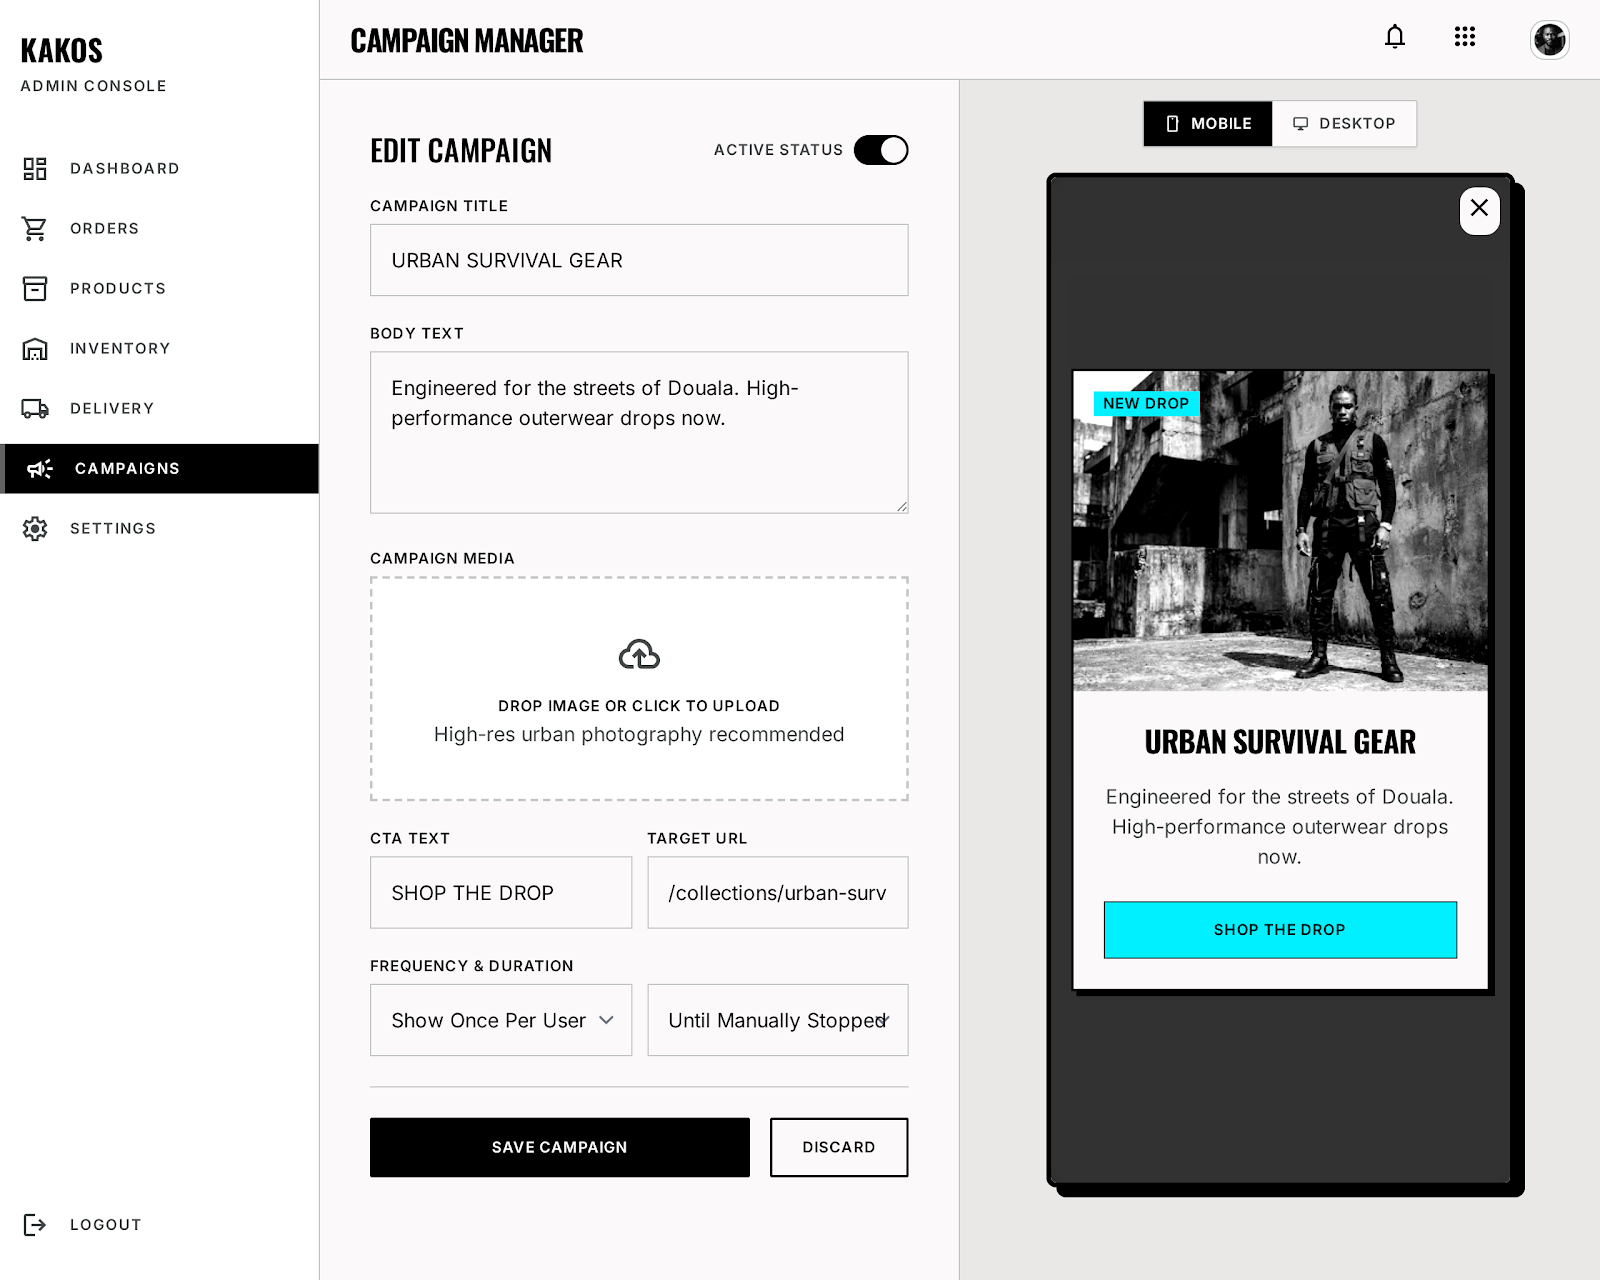 KAKOS
ADMIN CONSOLE
DASHBOARD
ORDERS
PRODUCTS
INVENTORY
DELIVERY
CAMPAIGNS
SETTINGS
LOGOUT
CAMPAIGN MANAGER
EDIT CAMPAIGN
ACTIVE STATUS
CAMPAIGN TITLE
URBAN SURVIVAL GEAR
BODY TEXT
Engineered for the streets of Douala. High-
performance outerwear drops now.
CAMPAIGN MEDIA
DROP IMAGE OR CLICK TO UPLOAD
High-res urban photography recommended
CTA TEXT
TARGET URL
SHOP THE DROP
/collections/urban-surv
FREQUENCY & DURATION
Show Once Per User
Until Manually Stopped
SAVE CAMPAIGN
DISCARD
MOBILE
DESKTOP
NEW DROP
URBAN SURVIVAL GEAR
Engineered for the streets of Douala.
High-performance outerwear drops
now.
SHOP THE DROP